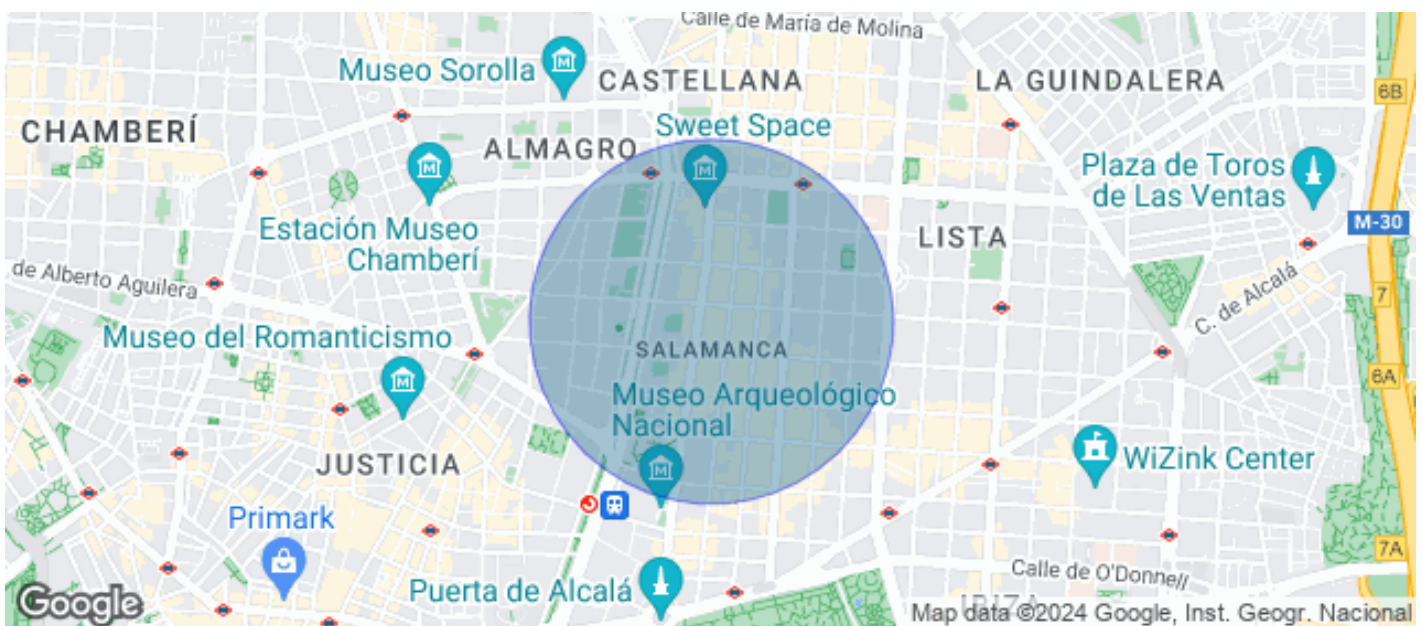 Calle de María de Molina
Museo Sorolla
CASTELLANA
LA GUINDALERA
6B
CHAMBERÍ
Sweet Space
ALMAGRO
Plaza de Toros
de Las Ventas
M-30
Estación Museo
Chamberí
LISTA
de Alberto Aguilera
C. de Alcalá
7
Museo del Romanticismo
SALAMANCA
6A
Museo Arqueológico
Nacional
JUSTICIA
WiZink Center
Primark
7A
Calle de O'Donnell
Puerta de Alcalá
IBIZA
Google
Map data ©2024 Google, Inst. Geogr. Nacional